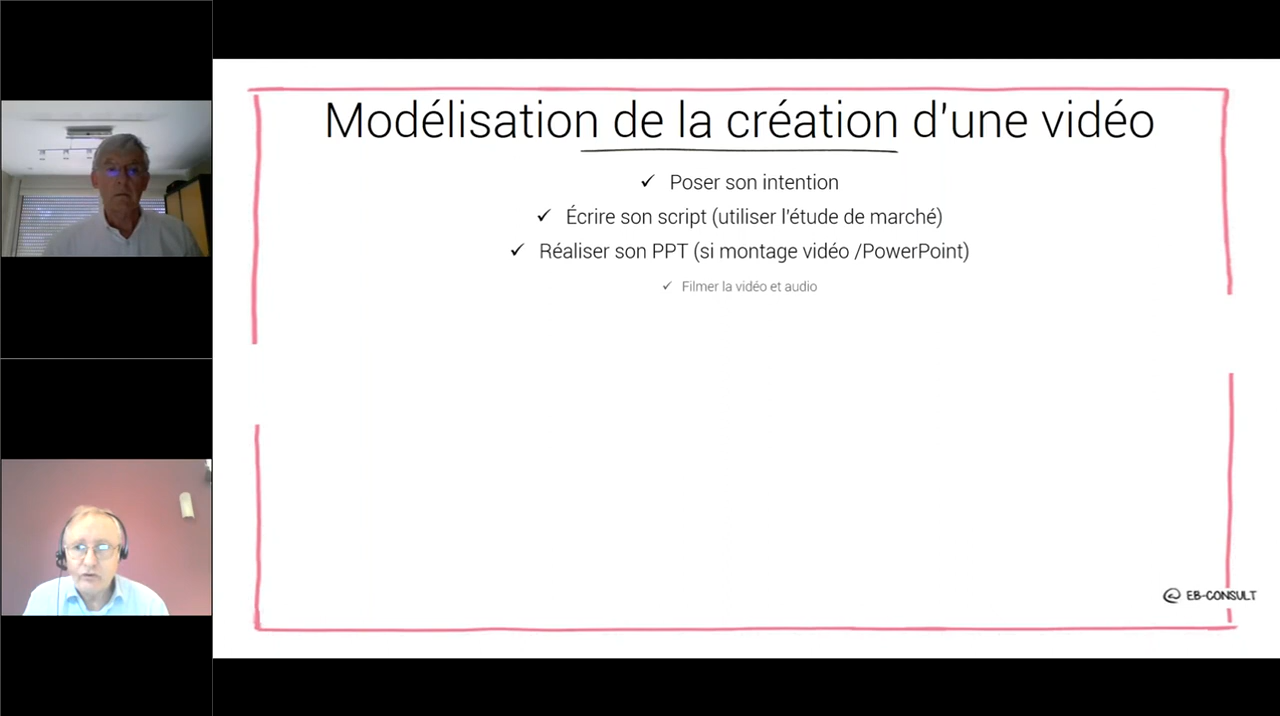 Modélisation de la création d'une vidéo
✓ Poser son intention
✓ Écrire son script (utiliser l'étude de marché)
✓ Réaliser son PPT (si montage vidéo /PowerPoint)
✓ Filmer la vidéo et audio
@ EB-CONSULT